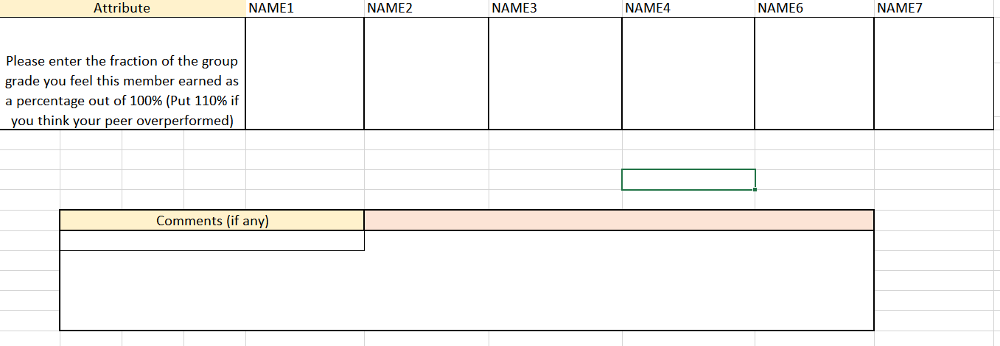 Attribute NAME1 NAME2 NAME3 NAME4 NAME6 NAME7
Please enter the fraction of the group
grade you feel this member earned as
a percentage out of 100% (Put 110% if
you think your peer overperformed)
Comments (if any)